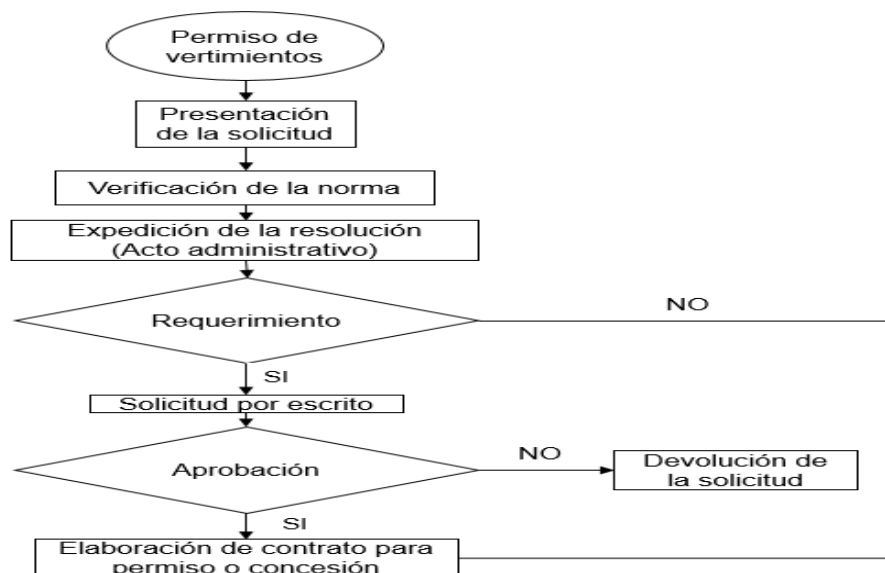 Permiso de
vertimientos
Presentación
de la solicitud
Verificación de la norma
Expedición de la resolución
(Acto administrativo)
Requerimiento
NO
SI
Solicitud por escrito
Aprobación
NO
Devolución de
la solicitud
SI
Elaboración de contrato para
permiso o concesión